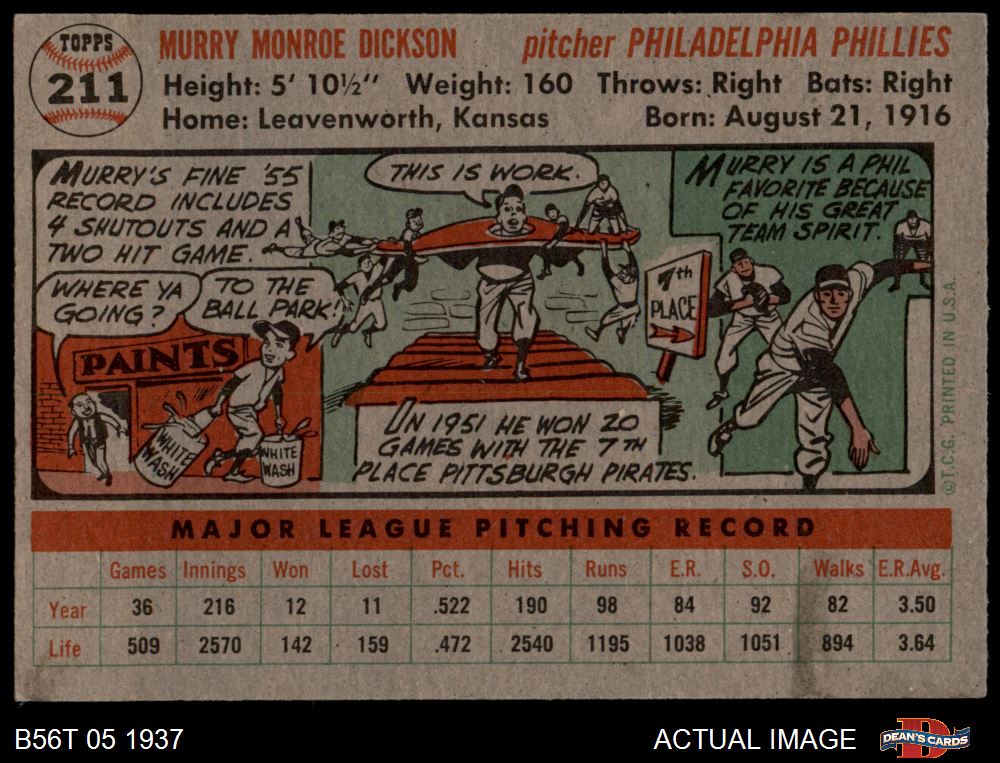 TOPPS
211
MURRY MONROE DICKSON pitcher PHILADELPHIA PHILLIES
Height: 5' 10½" Weight: 160 Throws: Right Bats: Right
Home: Leavenworth, Kansas Born: August 21, 1916
MURRY'S FINE '55
RECORD INCLUDES
4 SHUTOUTS AND A
TWO HIT GAME.
WHERE YA
GOING?
TO THE
BALL PARK!
PAINTS
WHITE
WASH
WHITE
WASH
THIS IS WORK.
7th
PLACE
IN 1951 HE WON 20
GAMES WITH THE 7TH
PLACE PITTSBURGH PIRATES.
MURRY IS A PHIL
FAVORITE BECAUSE
OF HIS GREAT
TEAM SPIRIT.
©T.C.G. PRINTED IN U.S.A.
MAJOR LEAGUE PITCHING RECORD
Games Innings Won Lost Pct. Hits Runs E.R. S.O. Walks E.R.Avg.
Year 36 216 12 11 .522 190 98 84 92 82 3.50
Life 509 2570 142 159 .472 2540 1195 1038 1051 894 3.64
B56T 05 1937 ACTUAL IMAGE
D
DEAN'S CARDS